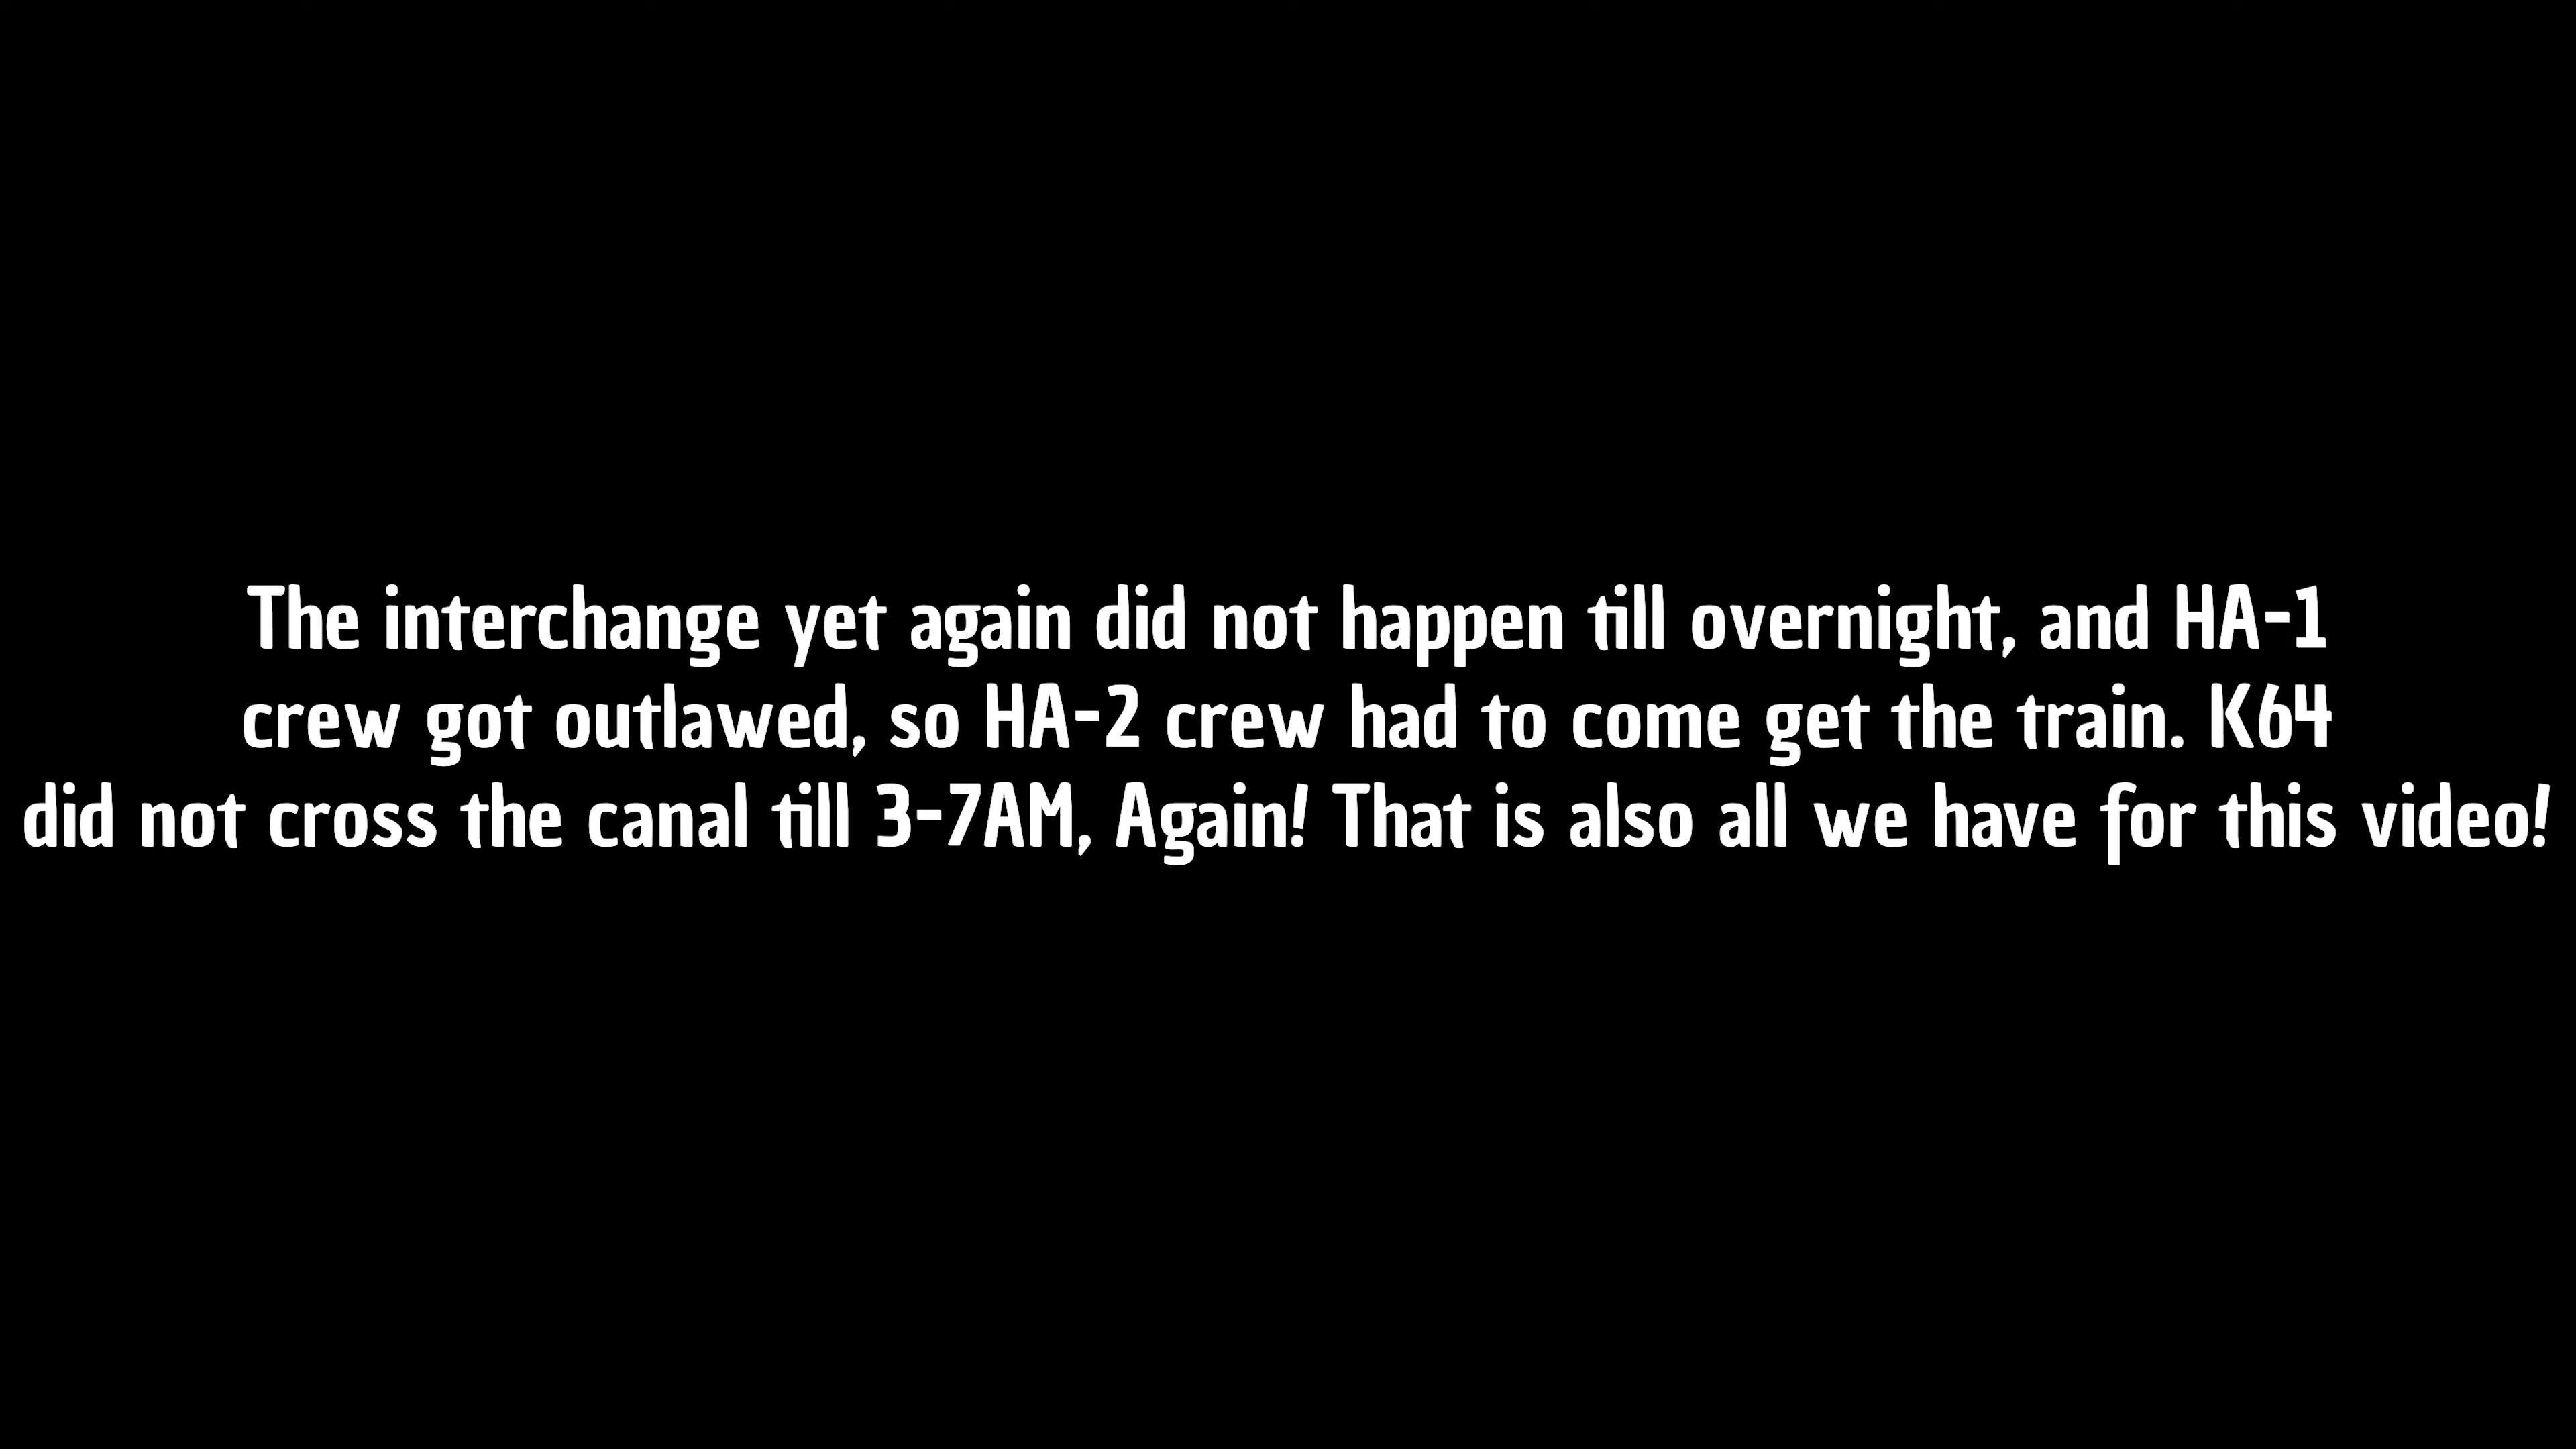 The interchange yet again did not happen till overnight, and HA-1
crew got outlawed, so HA-2 crew had to come get the train. K64
did not cross the canal till 3-7AM, Again! That is also all we have for this video!